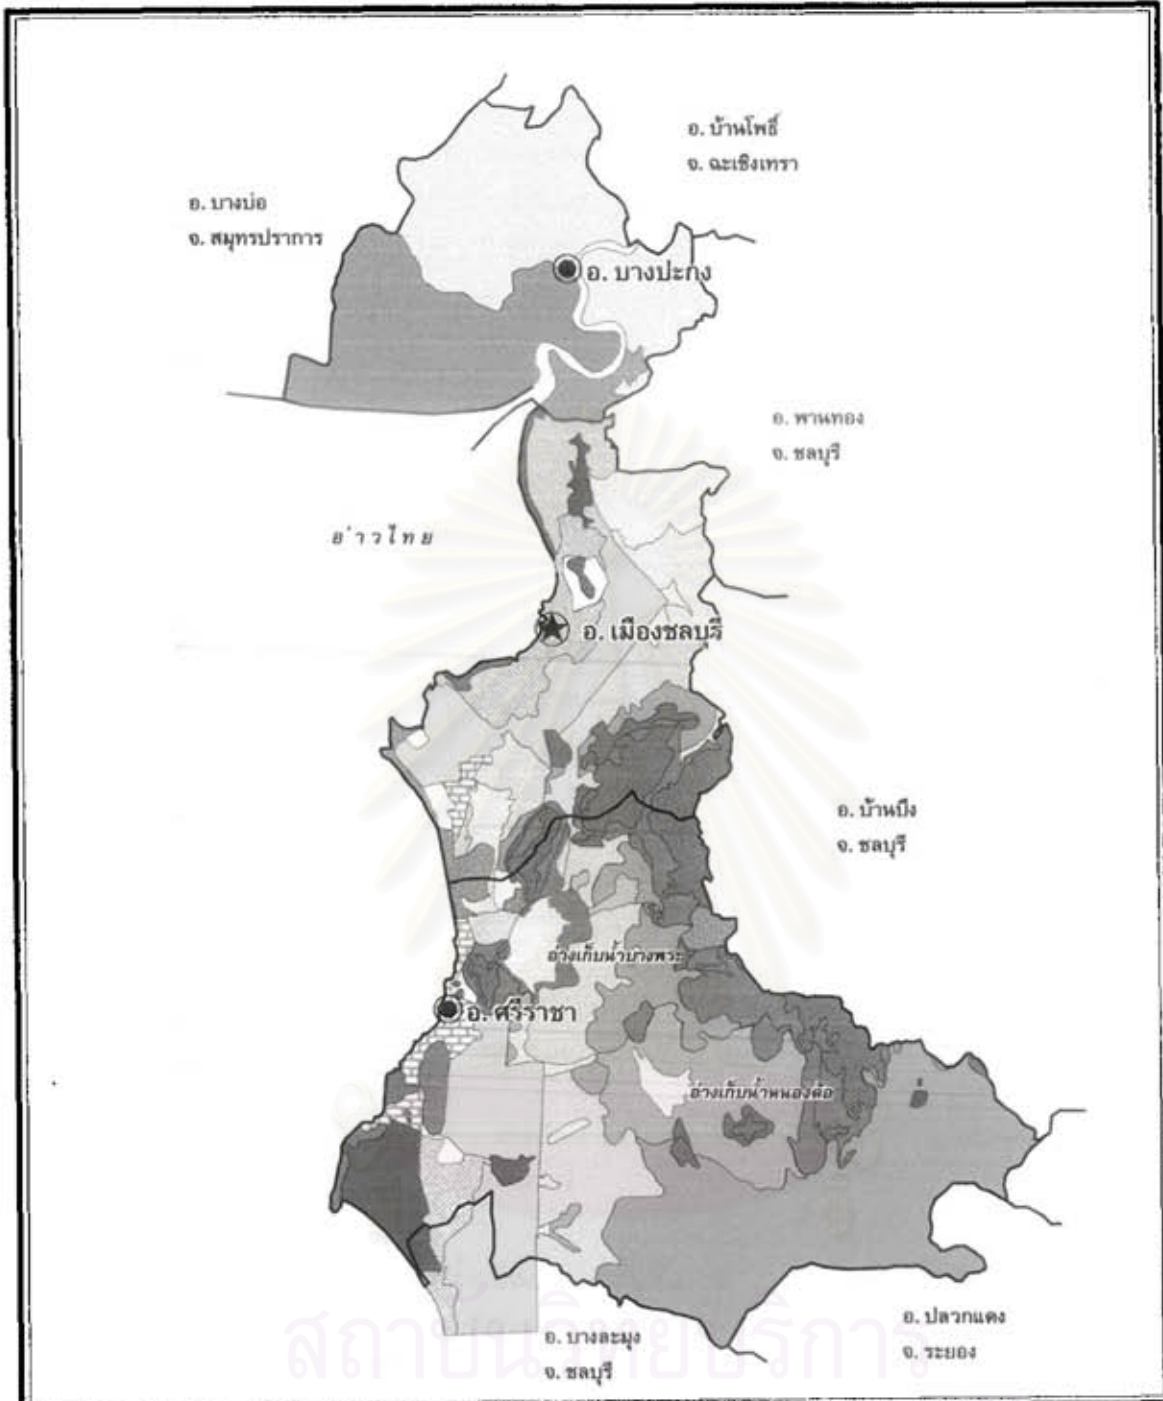 อ. บ้านโพธิ์
จ. ฉะเชิงเทรา
อ. บางบ่อ
จ. สมุทรปราการ
อ. บางปะกง
อ. พานทอง
จ. ชลบุรี
อ่าวไทย
อ. เมืองชลบุรี
อ. บ้านบึง
จ. ชลบุรี
อ่างเก็บน้ำบางพระ
อ. ศรีราชา
อ่างเก็บน้ำหนองค้อ
อ. ปลวกแดง
จ. ระยอง
อ. บางละมุง
จ. ชลบุรี
สถาบันวิทยบริการ